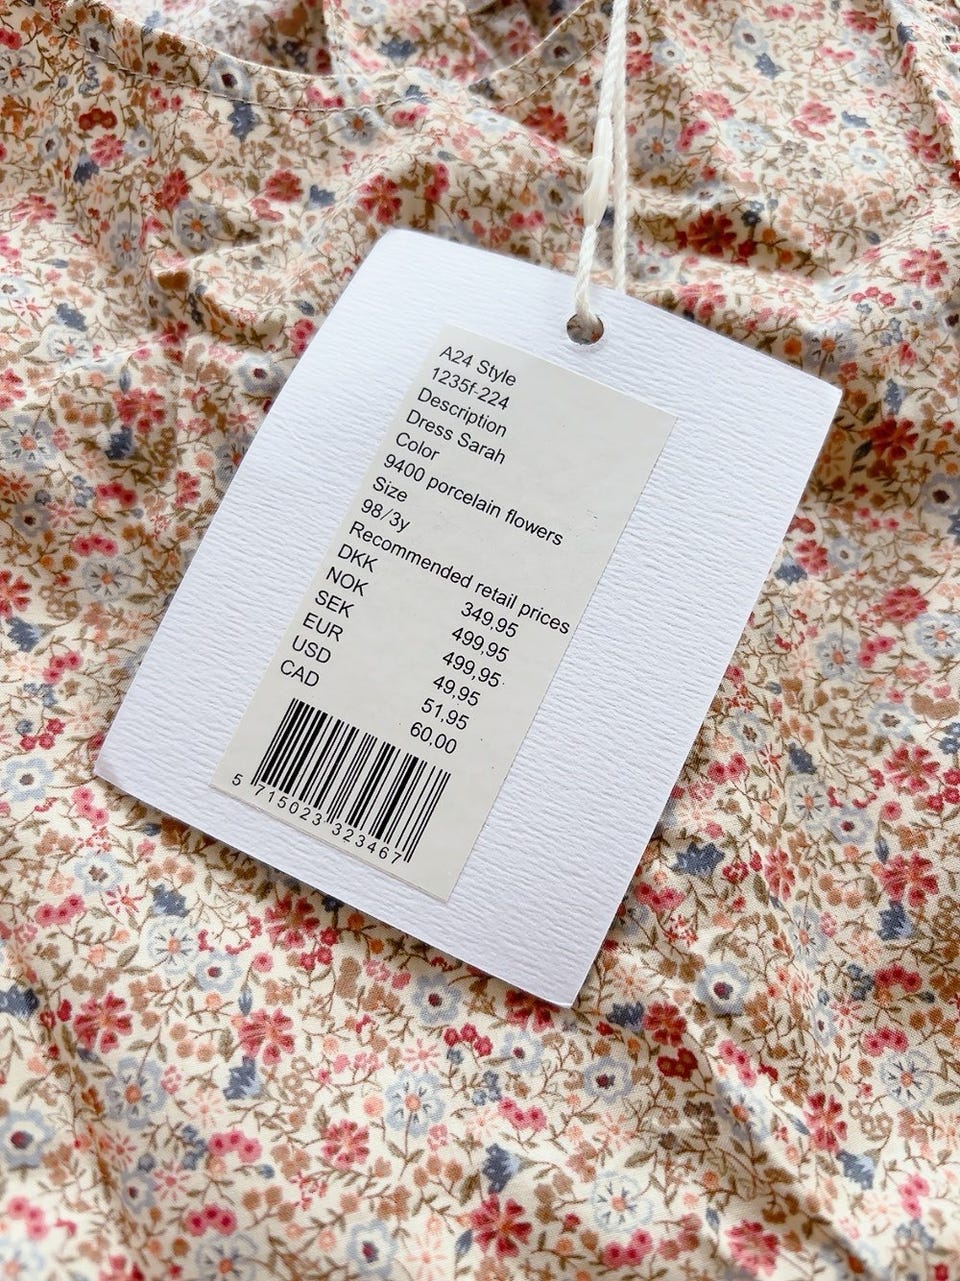 A24 Style
1235f-224
Description
Dress Sarah
Color
9400 porcelain flowers
Size
98/3y
Recommended retail prices
DKK 349,95
NOK 499,95
SEK 499,95
EUR 49,95
USD 51,95
CAD 60,00
5 715023 323467